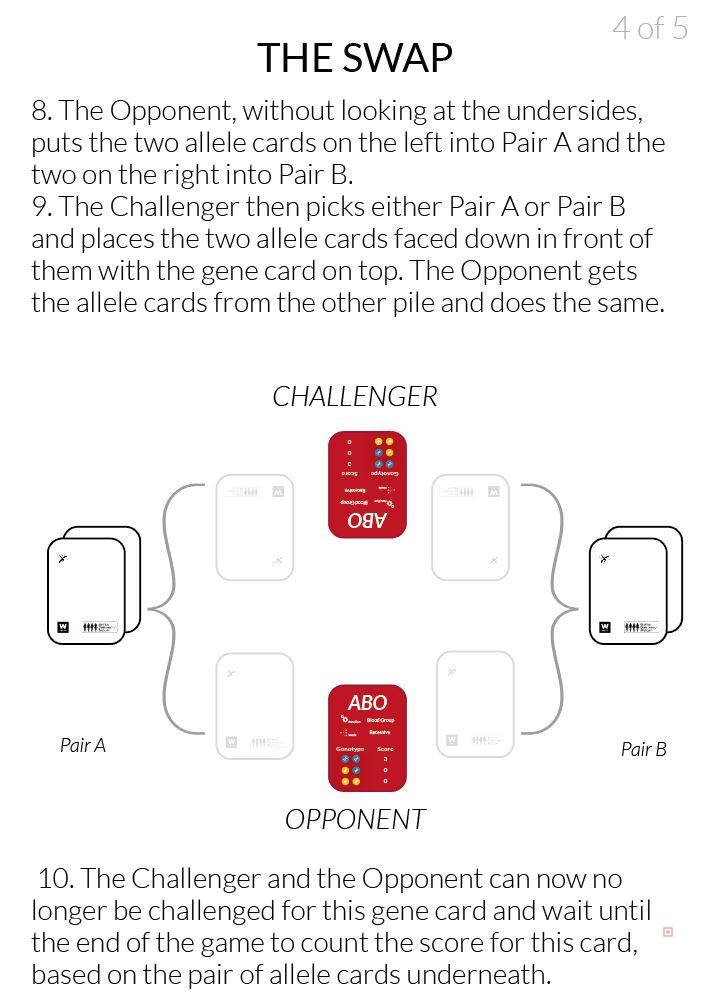 4 of 5
THE SWAP
8. The Opponent, without looking at the undersides,
puts the two allele cards on the left into Pair A and the
two on the right into Pair B.
9. The Challenger then picks either Pair A or Pair B
and places the two allele cards faced down in front of
them with the gene card on top. The Opponent gets
the allele cards from the other pile and does the same.
CHALLENGER
0
0
3
Score
Genotype
Recessive
Mode
Blood Group
Function
ABO
W
W
W
W
W
W
Pair A
Pair B
ABO
Function Blood Group
Mode Recessive
Genotype Score
3
0
0
OPPONENT
10. The Challenger and the Opponent can now no
longer be challenged for this gene card and wait until
the end of the game to count the score for this card,
based on the pair of allele cards underneath.